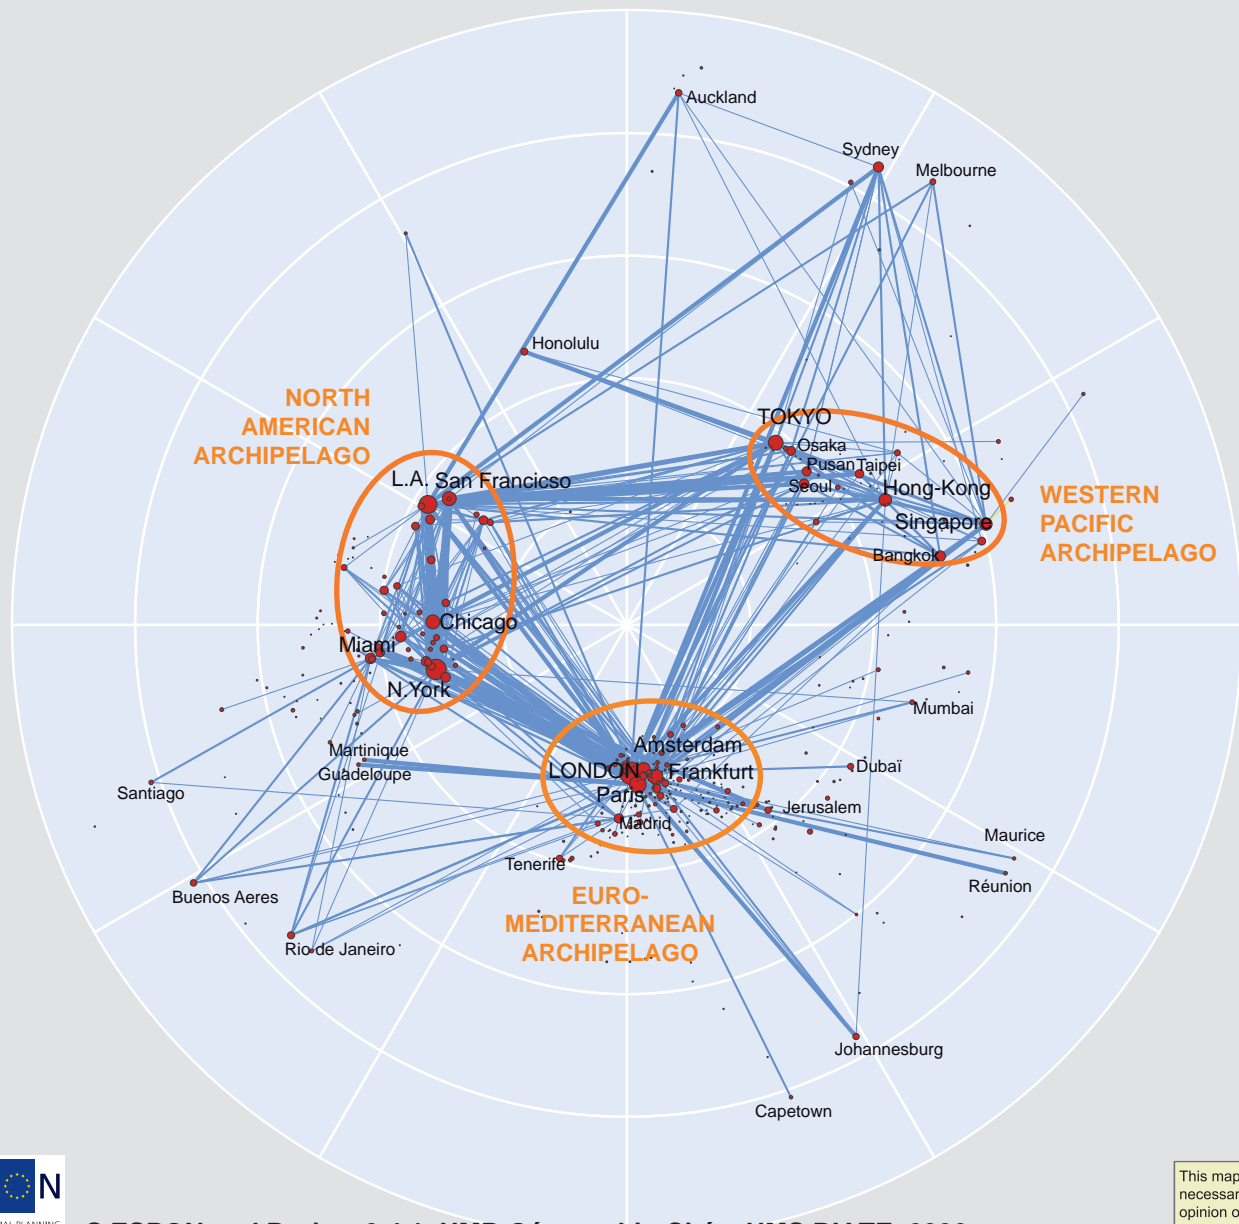 Auckland
Sydney
Melbourne
Honolulu
NORTH
AMERICAN
ARCHIPELAGO
TOKYO
Osaka
Pusan
Taipei
Seoul
Hong-Kong
Singapore
Bangkok
WESTERN
PACIFIC
ARCHIPELAGO
L.A.
San Francicso
Chicago
Miami
N.York
Mumbai
Amsterdam
LONDON
Frankfurt
Paris
Madrid
Dubaï
Jerusalem
Martinique
Guadeloupe
Santiago
Maurice
Réunion
Tenerife
Buenos Aeres
EURO-
MEDITERRANEAN
ARCHIPELAGO
Rio de Janeiro
Johannesburg
Capetown
N
This map
opinion o